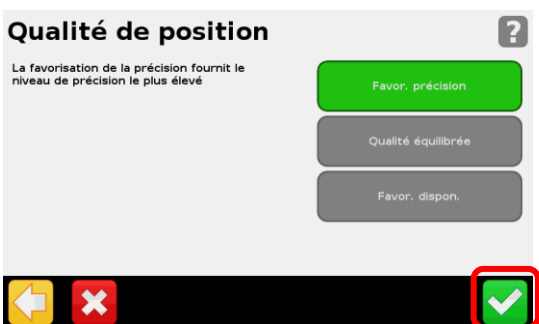 Qualité de position
?
La favorisation de la précision fournit le
niveau de précision le plus élevé
Favor. précision
Qualité équilibrée
Favor. dispon.